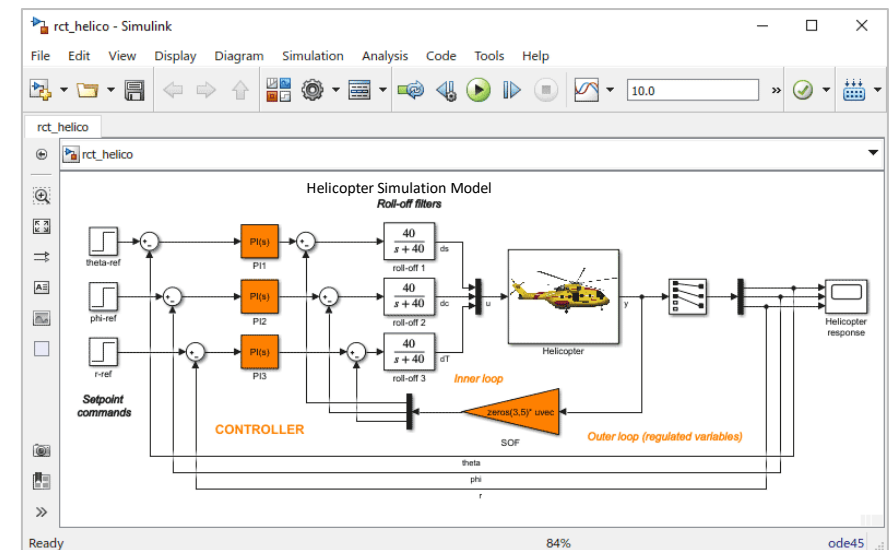 rct_helico - Simulink
File Edit View Display Diagram Simulation Analysis Code Tools Help
10.0
»
rct_helico
rct_helico
Helicopter Simulation Model
Roll-off filters
theta-ref
PI(s)
PI1
40
s + 40
roll-off 1
ds
phi-ref
PI(s)
PI2
40
s + 40
roll-off 2
dc
u
y
Helicopter
Helicopter
response
r-ref
PI(s)
PI3
40
s + 40
roll-off 3
dT
Inner loop
Setpoint
commands
CONTROLLER
zeros(3,5)* uvec
SOF
Outer loop (regulated variables)
theta
phi
r
»
Ready 84% ode45